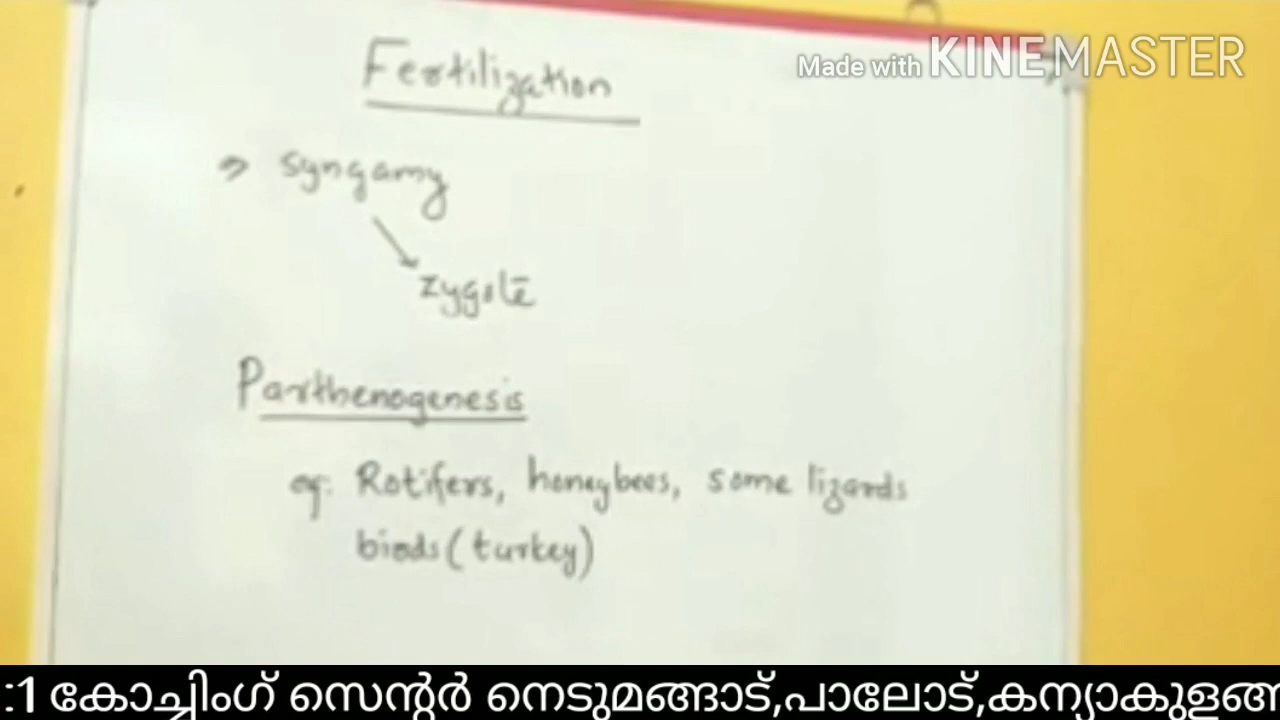 Made with KINEMASTER
Fertilization
⇒ syngamy
zygote
Parthenogenesis
eg: Rotifers, honeybees, some lizards
birds (turkey)
:1 കോച്ചിംഗ് സെന്റർ നെടുമങ്ങാട്,പാലോട്,കന്യാകുളങ്ങ